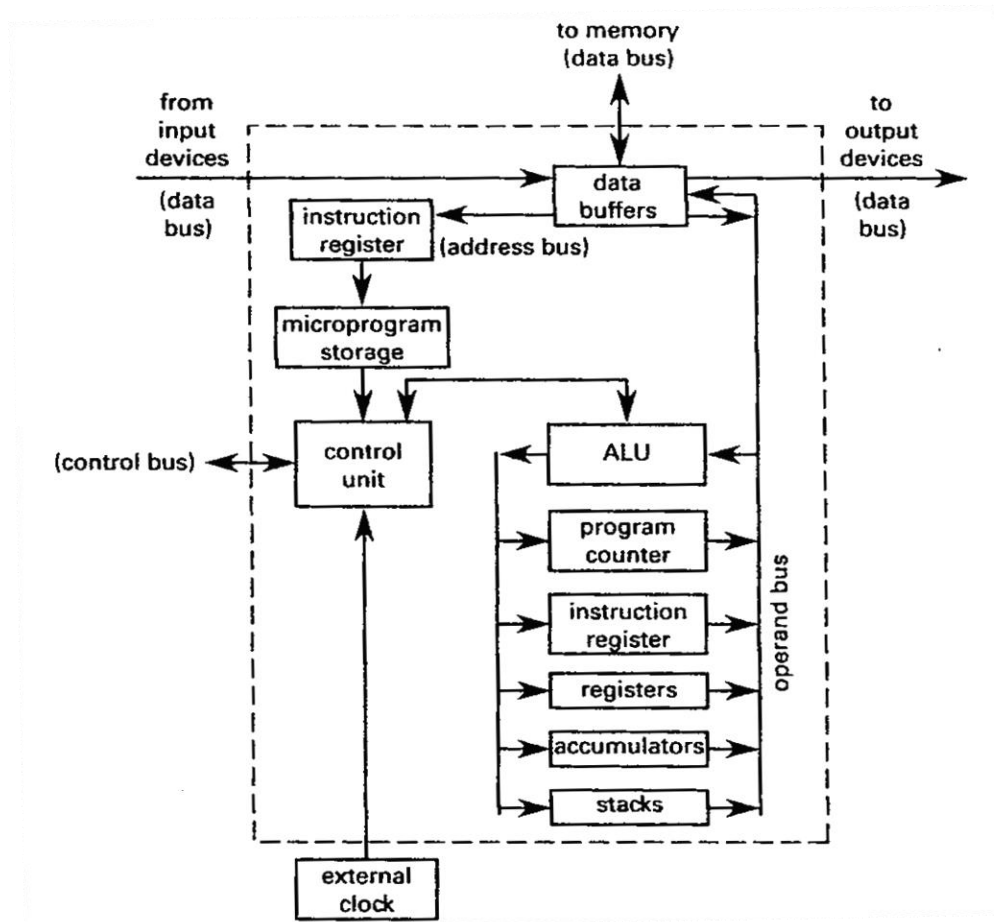 to memory
(data bus)
from
input
devices
(data
bus)
to
output
devices
(data
bus)
data
buffers
instruction
register
(address bus)
microprogram
storage
control
unit
(control bus)
ALU
program
counter
instruction
register
registers
accumulators
stacks
operand bus
external
clock